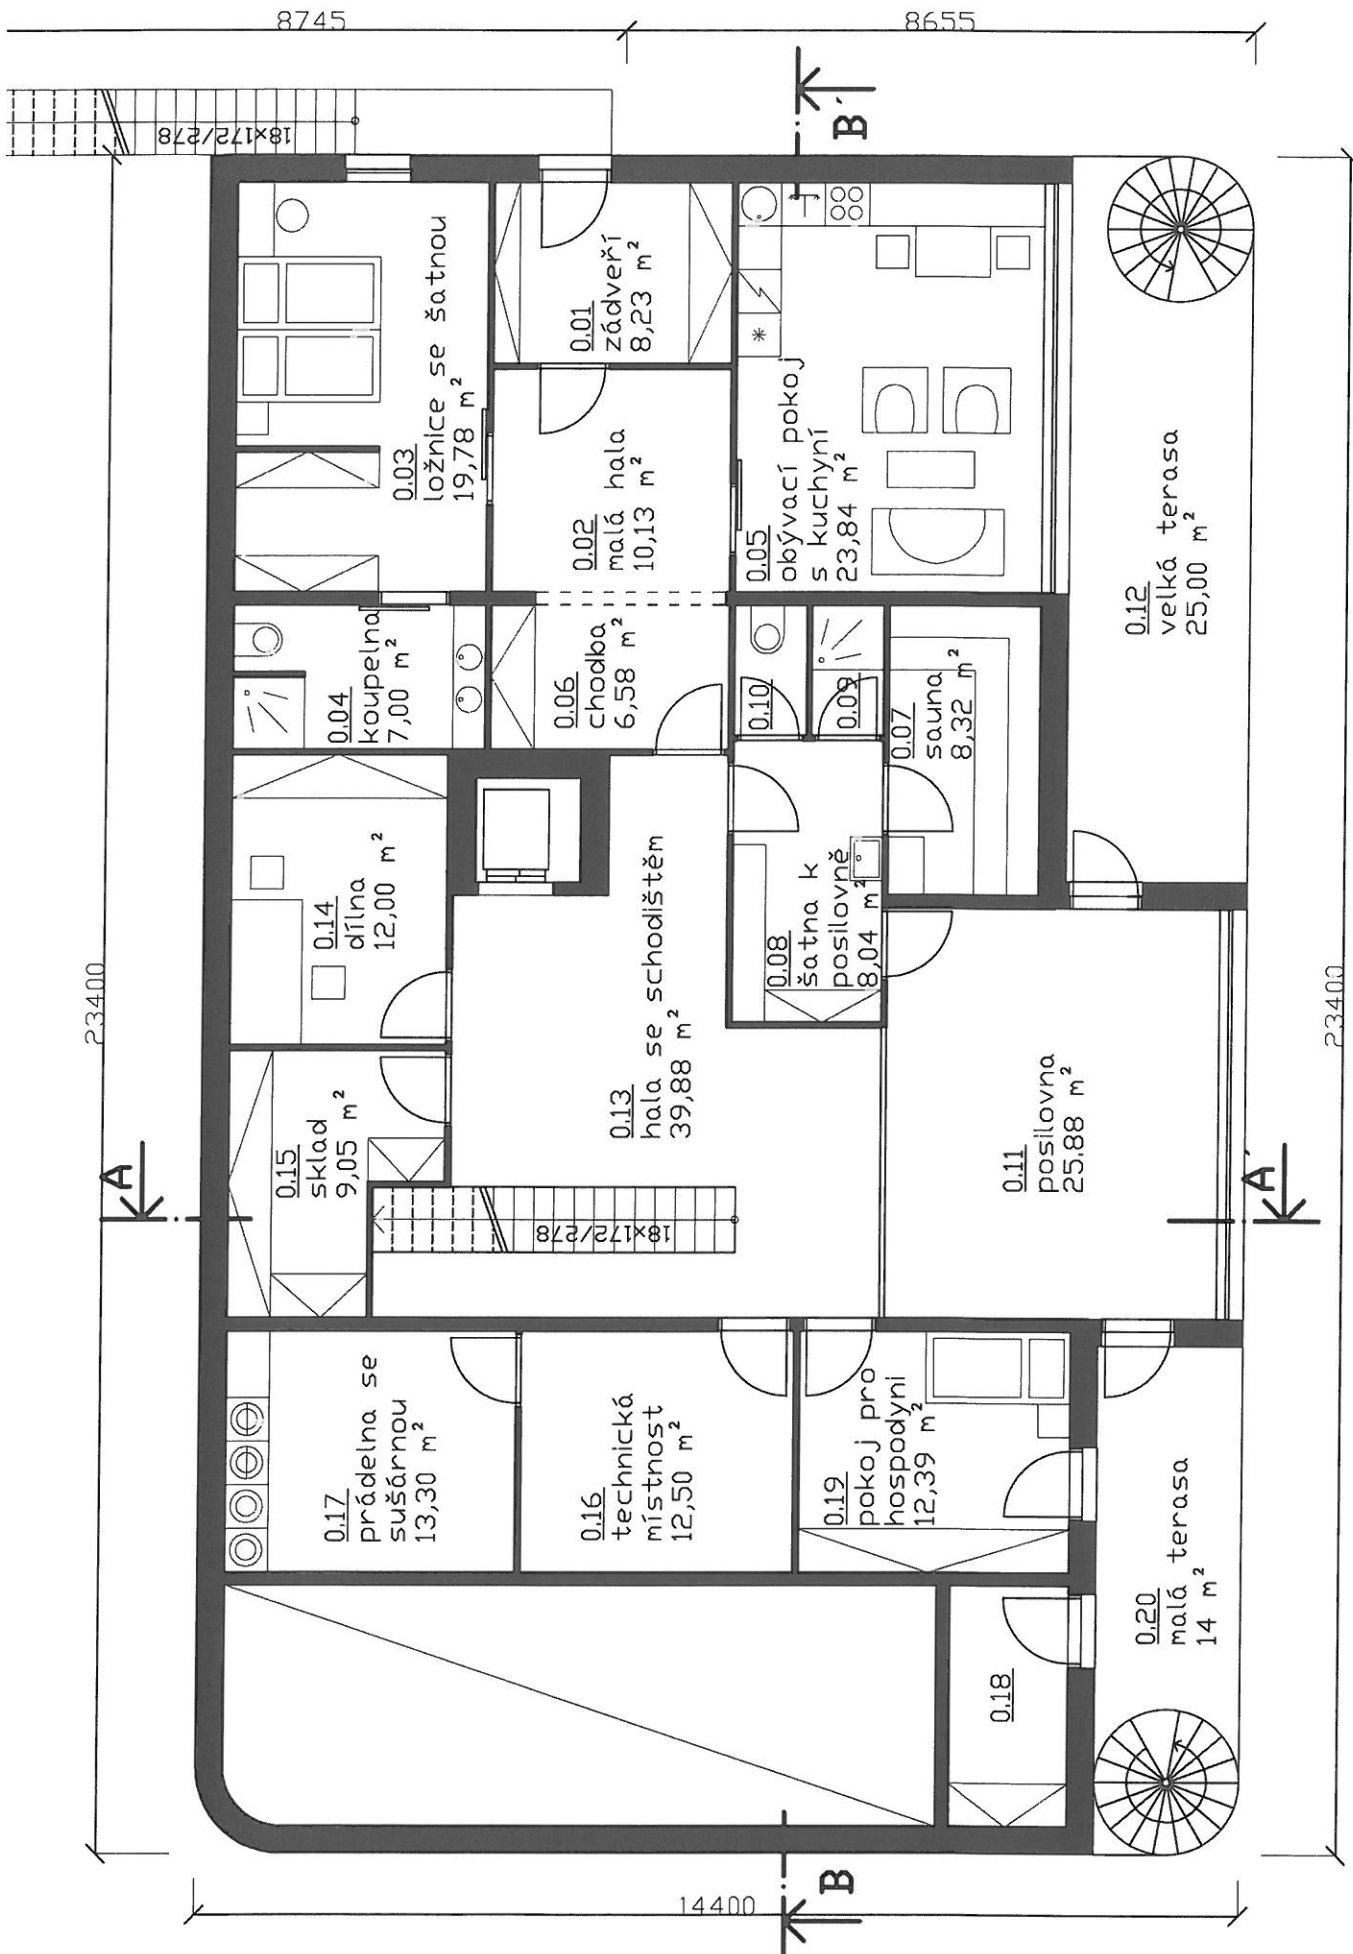 8745
8655
18x172/278
B´
0.03
ložnice se šatnou
19,78 m²
0.01
zádveří
8,23 m²
0.02
malá hala
10,13 m²
0.05
obývací pokoj
s kuchyní
23,84 m²
0.12
velká terasa
25,00 m²
0.04
koupelna
7,00 m²
0.06
chodba
6,58 m²
0.10
0.09
0.07
sauna
8,32 m²
0.14
dílna
12,00 m²
0.13
hala se schodištěm
39,88 m²
0.08
šatna k
posilovně
8,04 m²
23400
23400
A
0.15
sklad
9,05 m²
18x172/278
0.11
posilovna
25,88 m²
A´
0.17
prádelna se
sušárnou
13,30 m²
0.16
technická
místnost
12,50 m²
0.19
pokoj pro
hospodyni
12,39 m²
0.20
malá terasa
14 m²
0.18
B
14400